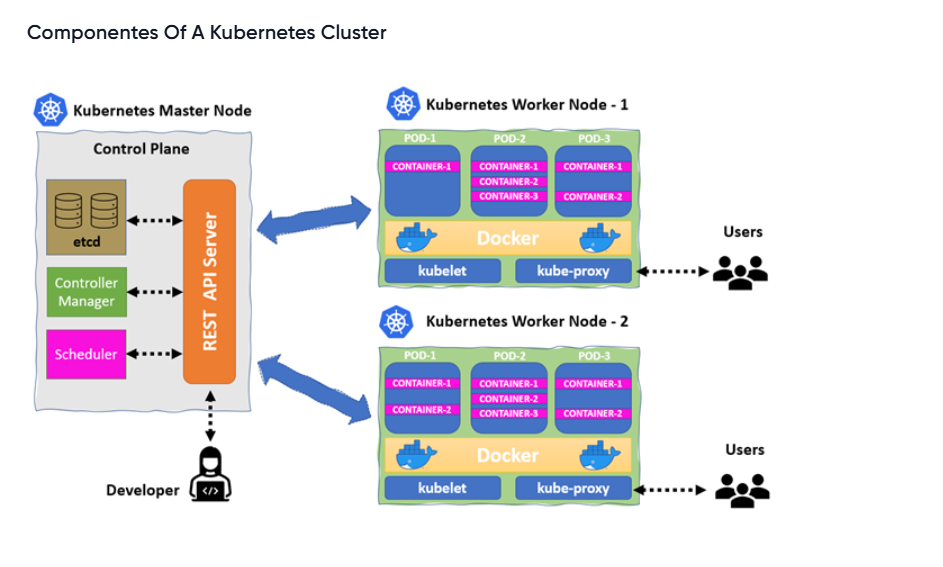 Componentes Of A Kubernetes Cluster
Kubernetes Master Node
Control Plane
etcd
Controller
Manager
Scheduler
REST API Server
Developer
Kubernetes Worker Node - 1
POD-1
POD-2
POD-3
CONTAINER-1
CONTAINER-1
CONTAINER-2
CONTAINER-3
CONTAINER-1
CONTAINER-2
Docker
kubelet
kube-proxy
Users
Kubernetes Worker Node - 2
POD-1
POD-2
POD-3
CONTAINER-1
CONTAINER-2
CONTAINER-1
CONTAINER-2
CONTAINER-3
CONTAINER-1
CONTAINER-2
Docker
kubelet
kube-proxy
Users